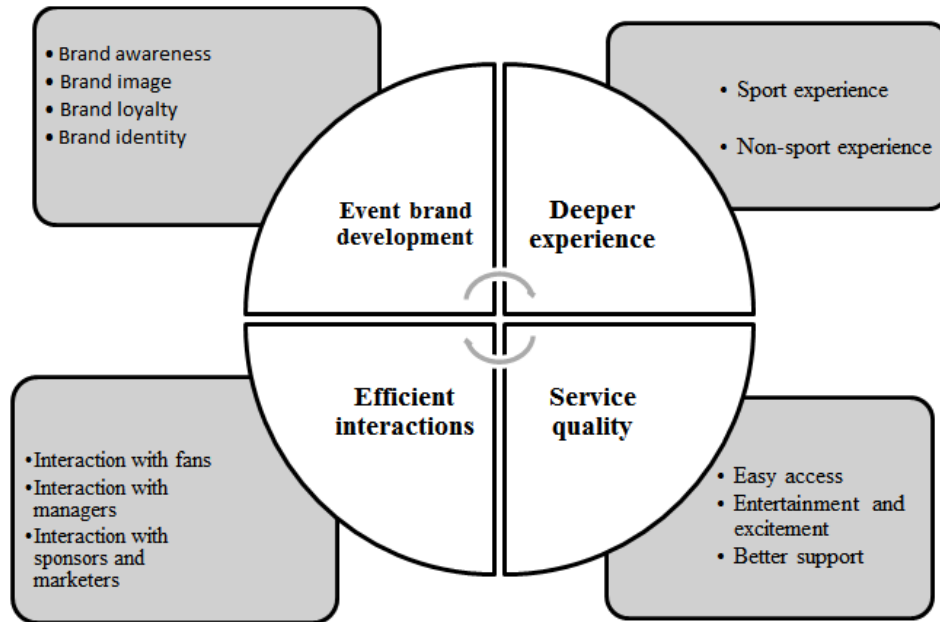 • Brand awareness
• Brand image
• Brand loyalty
• Brand identity
• Sport experience
• Non-sport experience
Event brand
development
Deeper
experience
Efficient
interactions
Service
quality
•Interaction with fans
•Interaction with
managers
•Interaction with
sponsors and
marketers
• Easy access
• Entertainment and
excitement
• Better support